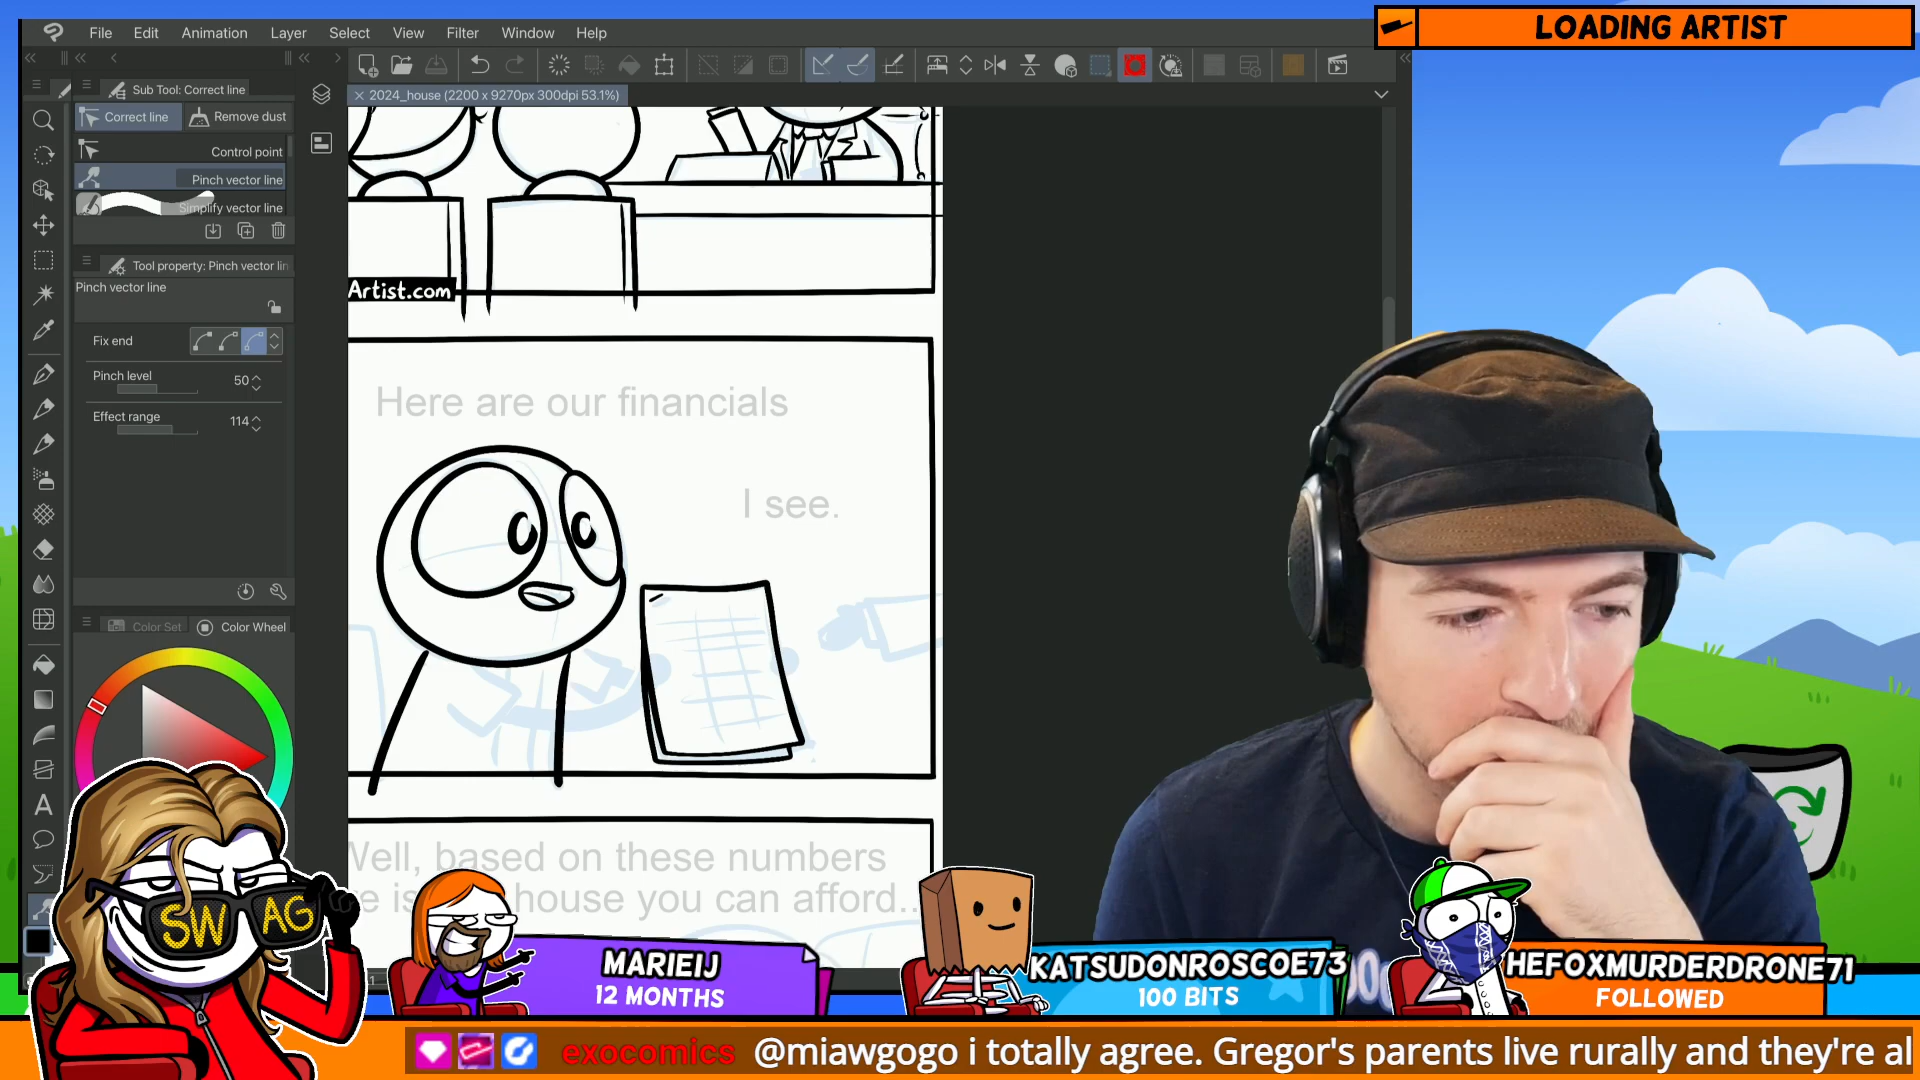 LOADING ARTIST
File Edit Animation Layer Select View Filter Window Help
Sub Tool: Correct line
2024_house (2200 x 9270px 300dpi 53.1%)
Correct line
Remove dust
Control point
Pinch vector line
Simplify vector line
Tool property: Pinch vector lin
Pinch vector line
Fix end
Pinch level 50
Effect range 114
Color Set
Color Wheel
Artist.com
Here are our financials
I see.
Well, based on these numbers
house you can afford..
SW AG
MARIEIJ
12 MONTHS
KATSUDONROSCOE73
100 BITS
HEFOXMURDERDRONE71
FOLLOWED
exocomics @miawgogo i totally agree. Gregor's parents live rurally and they're al